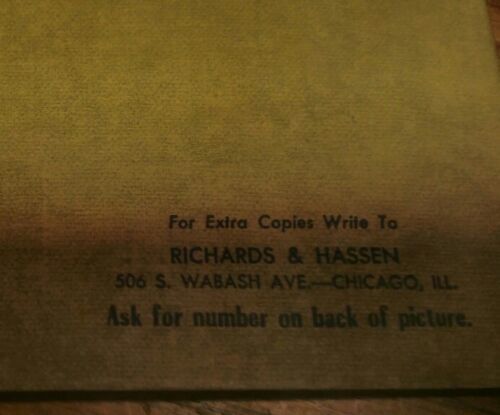 For Extra Copies Write To
RICHARDS & HASSEN
506 S. WABASH AVE.—CHICAGO, ILL.
Ask for number on back of picture.